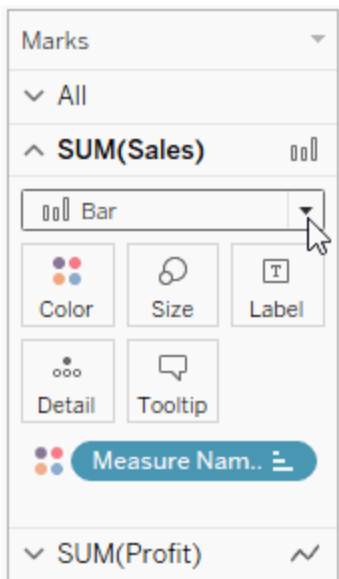 Marks
All
SUM(Sales)
Bar
Color Size T Label
Detail Tooltip
Measure Nam..
SUM(Profit)